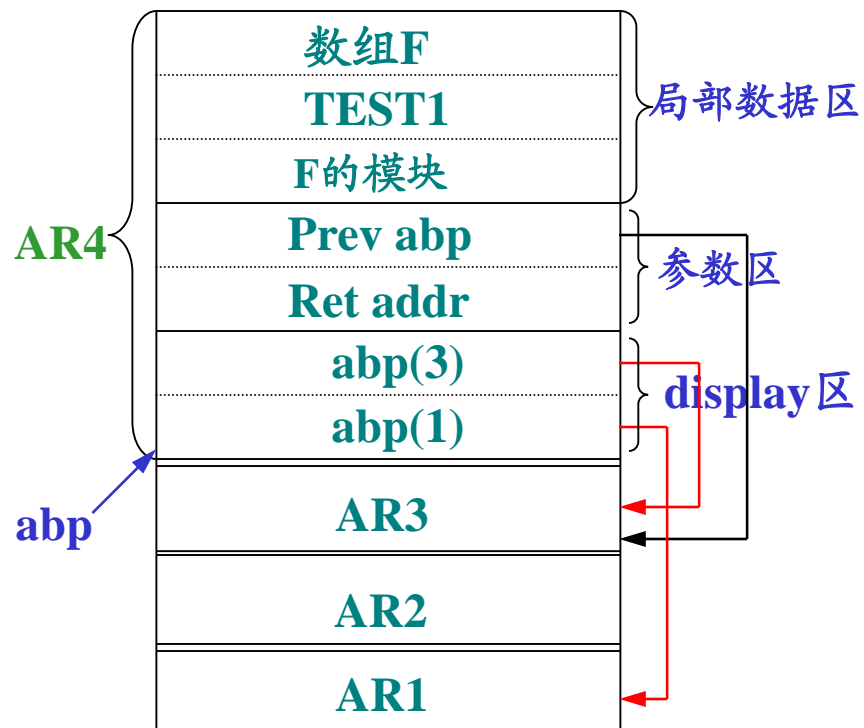 数组F
TEST1
局部数据区
F的模块
AR4
Prev abp
参数区
Ret addr
abp(3)
display区
abp(1)
abp
AR3
AR2
AR1